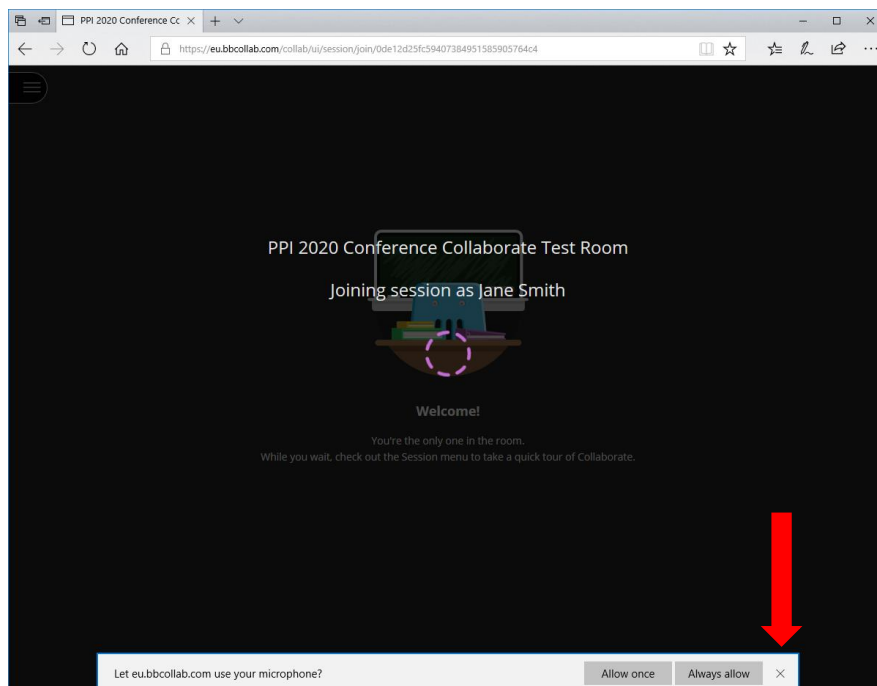 PPI 2020 Conference Cc
https://eu.bbcollab.com/collab/ui/session/join/0de12d25fc59407384951585905764c4
PPI 2020 Conference Collaborate Test Room
Joining session as Jane Smith
Welcome!
You're the only one in the room.
While you wait, check out the Session menu to take a quick tour of Collaborate.
Let eu.bbcollab.com use your microphone?
Allow once
Always allow